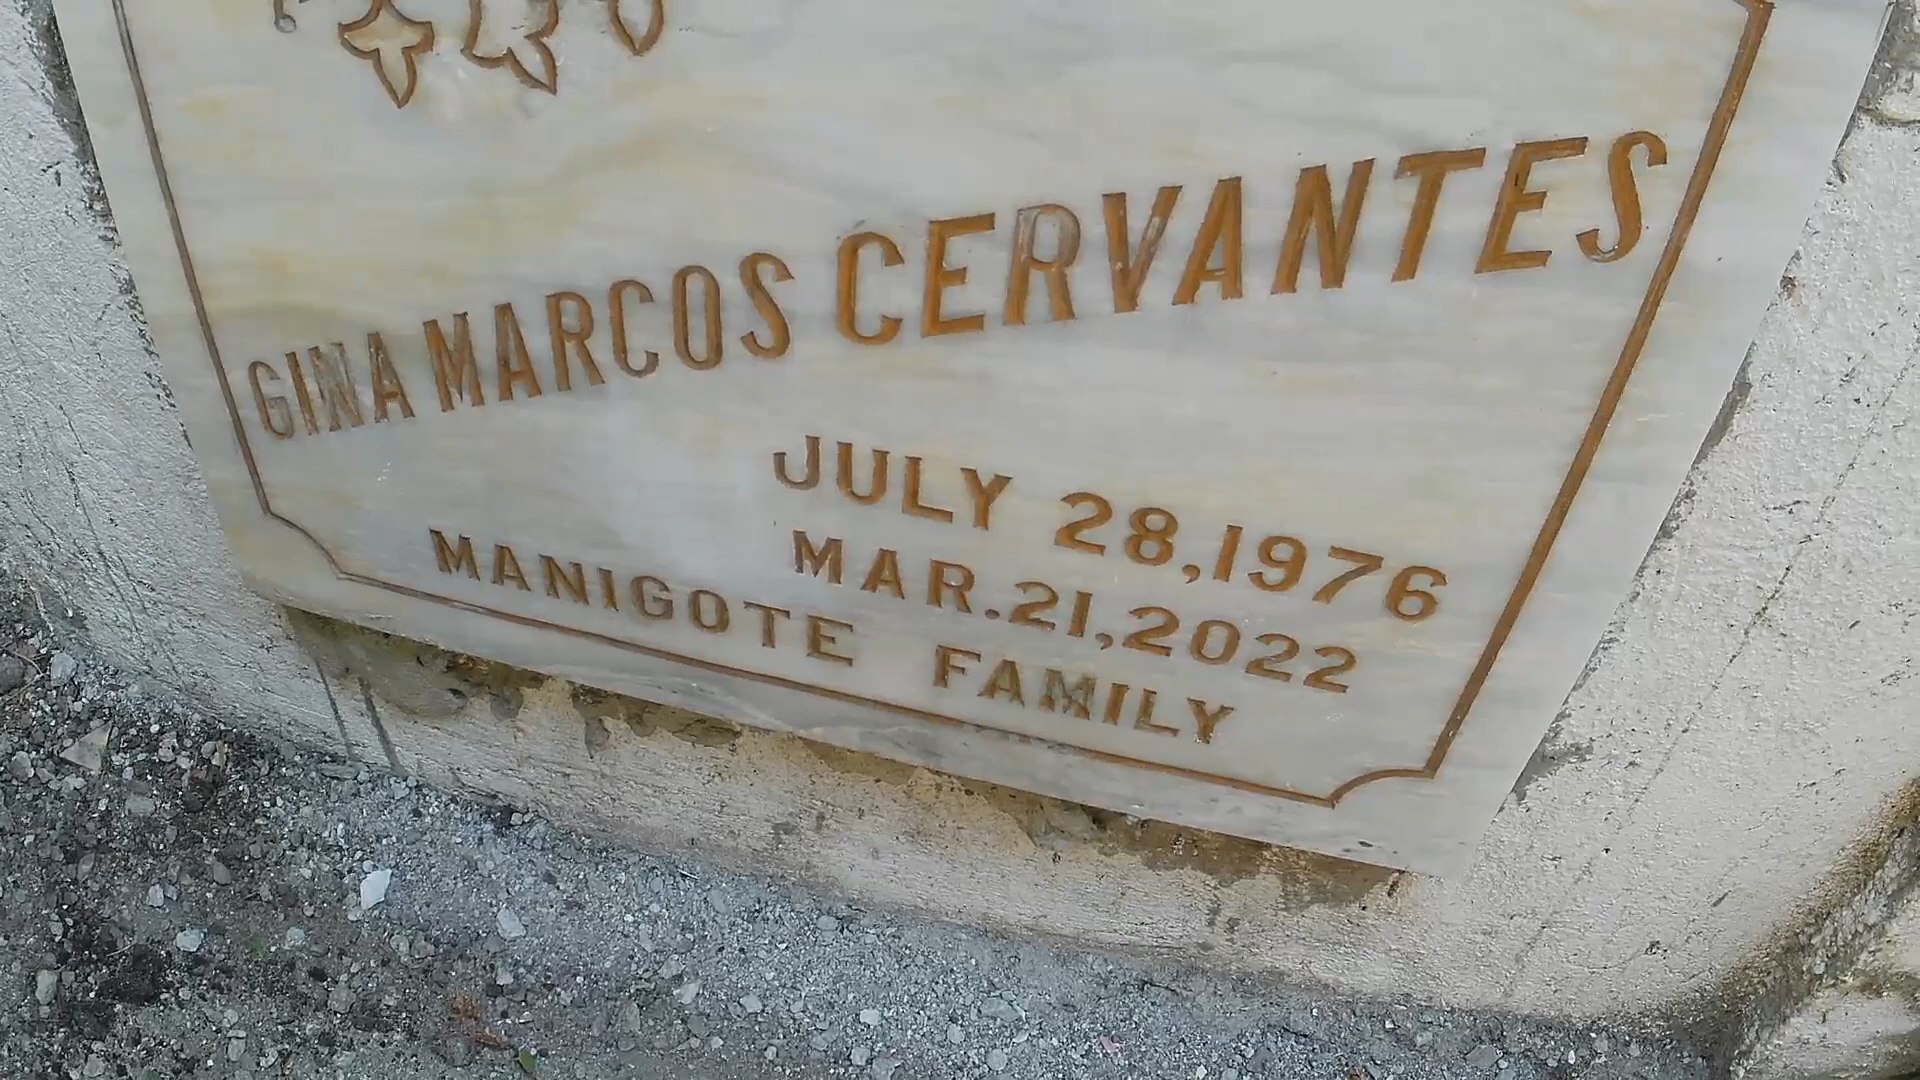 GINA MARCOS CERVANTES
JULY 28,1976
MAR.21,2022
MANIGOTE FAMILY